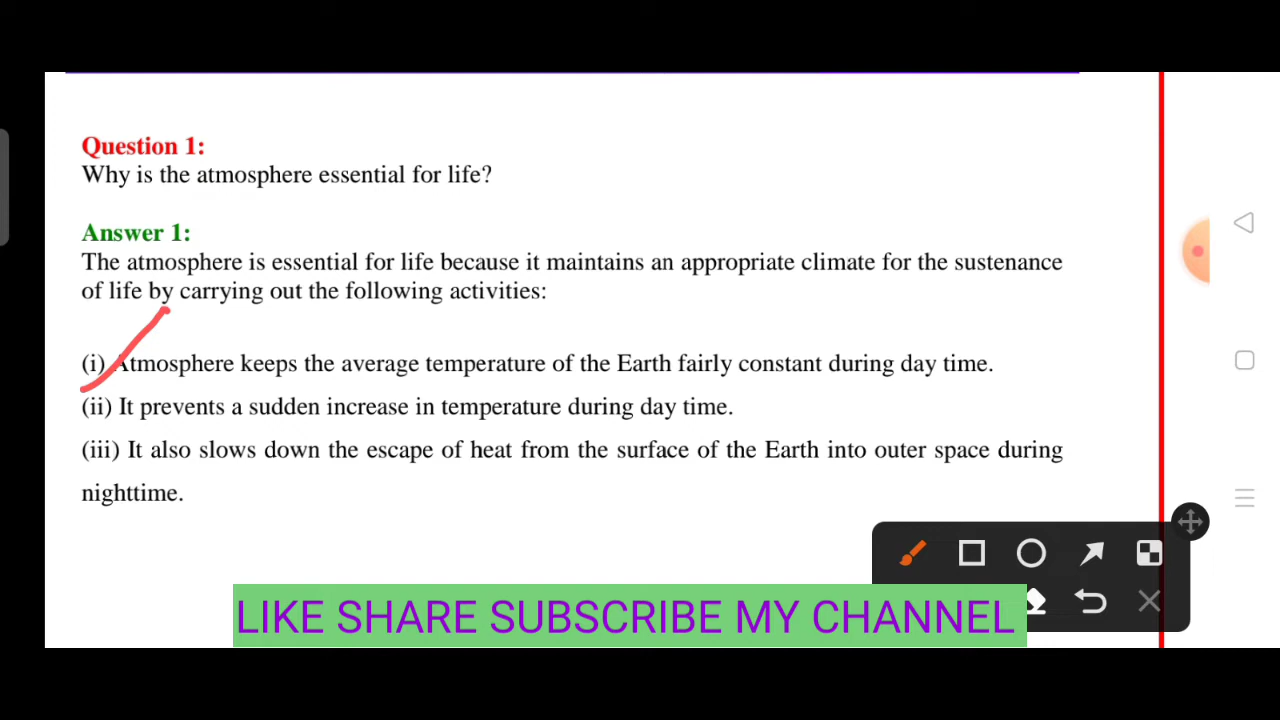 Question 1:
Why is the atmosphere essential for life?
Answer 1:
The atmosphere is essential for life because it maintains an appropriate climate for the sustenance
of life by carrying out the following activities:
(i) Atmosphere keeps the average temperature of the Earth fairly constant during day time.
(ii) It prevents a sudden increase in temperature during day time.
(iii) It also slows down the escape of heat from the surface of the Earth into outer space during
nighttime.
LIKE SHARE SUBSCRIBE MY CHANNEL